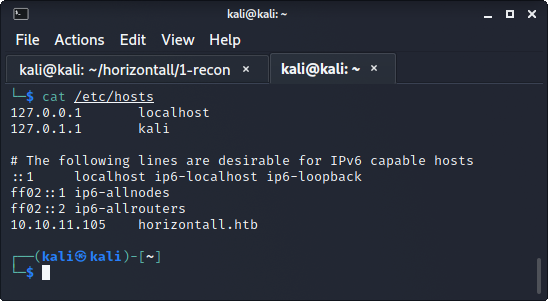 kali@kali: ~
File Actions Edit View Help
kali@kali: ~/horizontall/1-recon × kali@kali: ~ ×
└─$ cat /etc/hosts
127.0.0.1       localhost
127.0.1.1       kali
# The following lines are desirable for IPv6 capable hosts
::1     localhost ip6-localhost ip6-loopback
ff02::1 ip6-allnodes
ff02::2 ip6-allrouters
10.10.11.105    horizontall.htb
┌──(kali㉿kali)-[~]
└─$